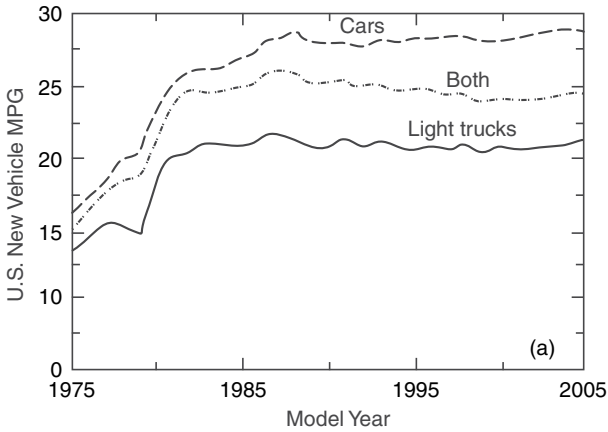 U.S. New Vehicle MPG
30
25
20
15
10
0
Cars
Both
Light trucks
(a)
1975
1985
1995
2005
Model Year